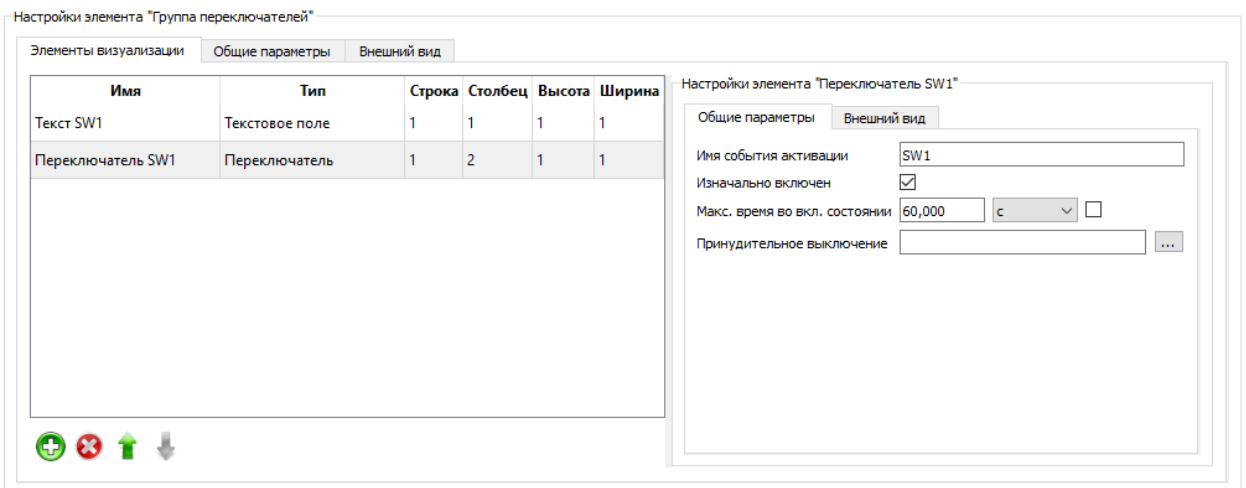 Настройки элемента "Группа переключателей"
Элементы визуализации Общие параметры Внешний вид
Имя Тип Строка Столбец Высота Ширина
Текст SW1 Текстовое поле 1 1 1 1
Переключатель SW1 Переключатель 1 2 1 1
Настройки элемента "Переключатель SW1"
Общие параметры Внешний вид
Имя события активации SW1
Изначально включен
Макс. время во вкл. состоянии 60,000 с
Принудительное выключение ...